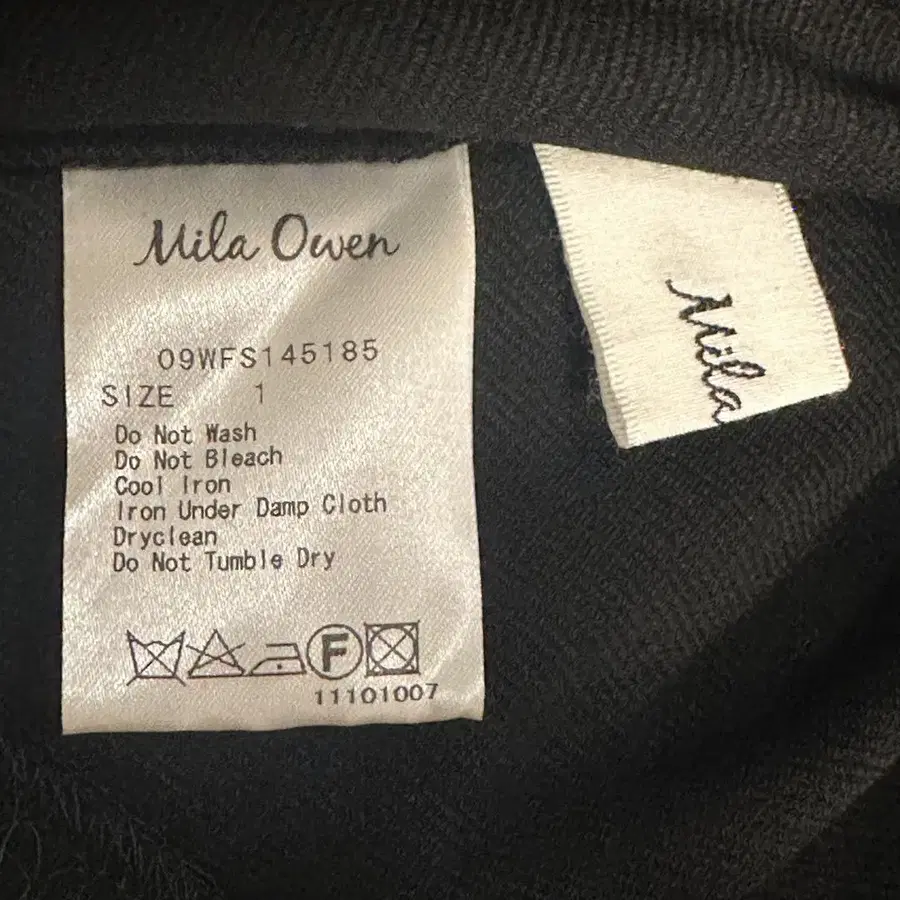 Mila Owen
09WFS145185
SIZE 1
Do Not Wash
Do Not Bleach
Cool Iron
Iron Under Damp Cloth
Dryclean
Do Not Tumble Dry
F
11101007
Mila